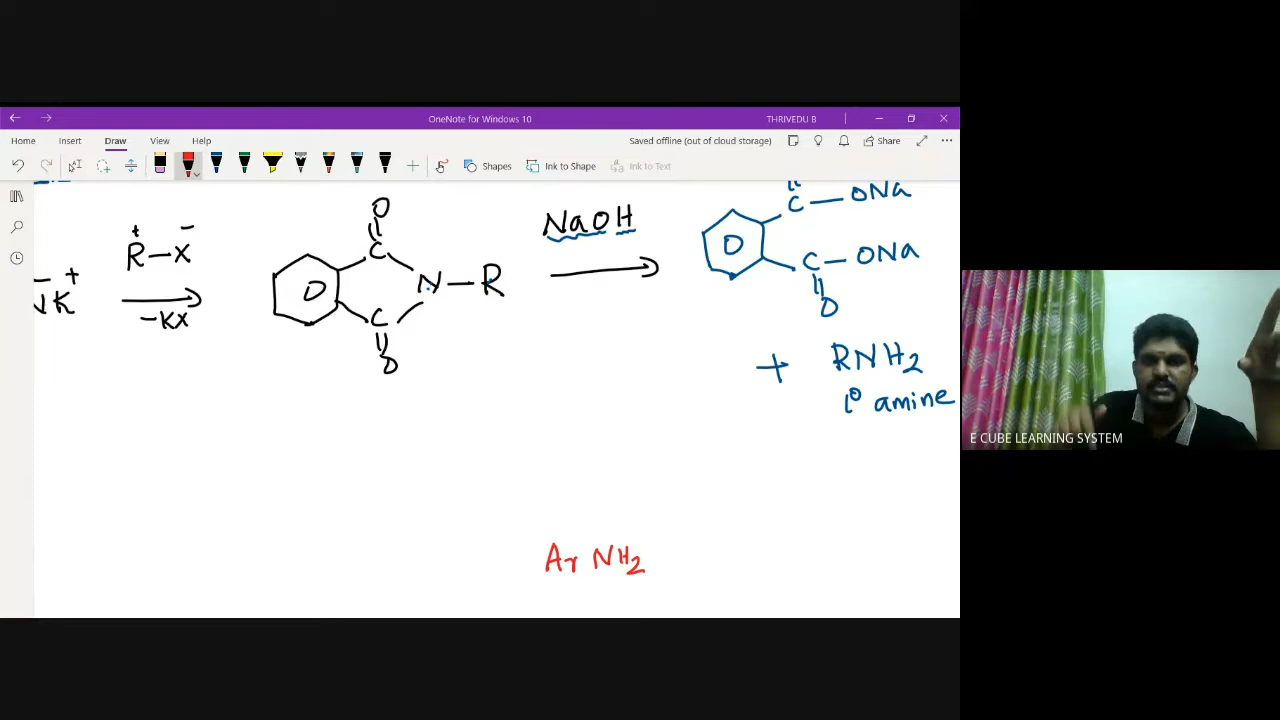 OneNote for Windows 10
THRIVEDU B
Home Insert Draw View Help
Saved offline (out of cloud storage)
Share
Shapes
Ink to Shape
Ink to Text
O
C
N—R
C
O
K+
R+—X-
-KX
NaOH
C—ONa
C—ONa
O
+ RNH2
1° amine
Ar NH2
E CUBE LEARNING SYSTEM